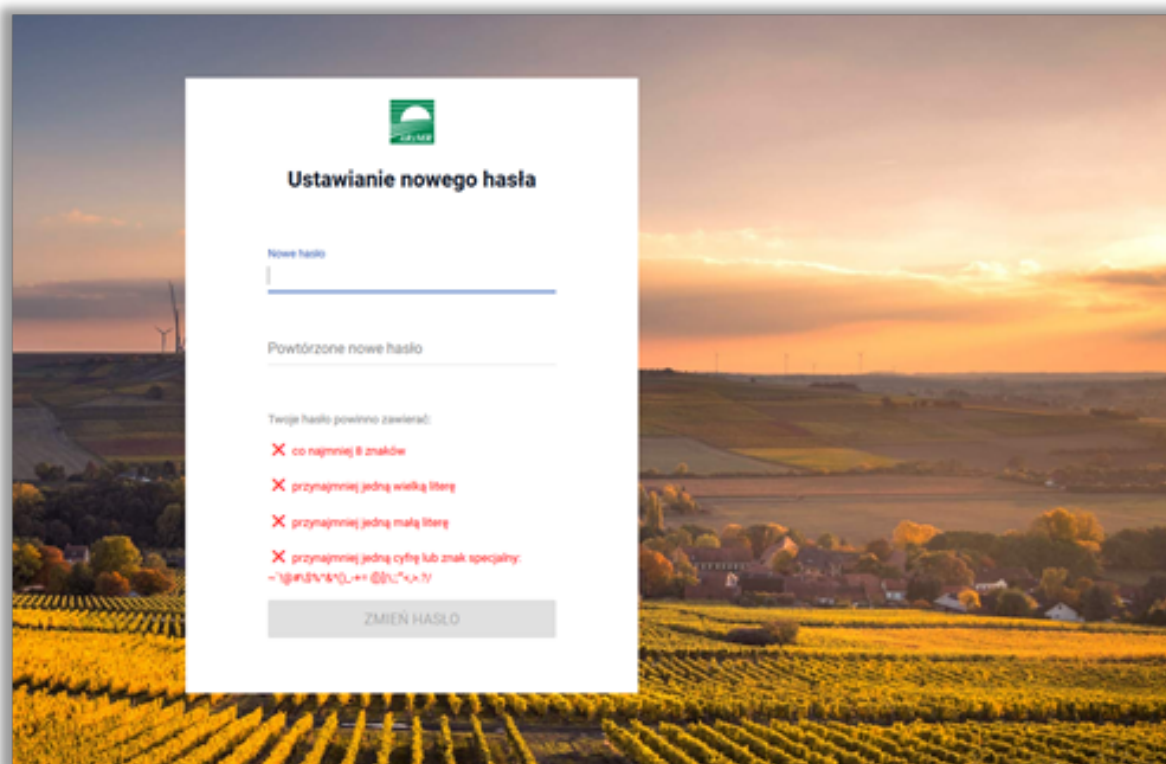 Ustawianie nowego hasła
Nowe hasło
Powtórzone nowe hasło
Twoje hasło powinno zawierać:
co najmniej 8 znaków
przynajmniej jedną wielką literę
przynajmniej jedną małą literę
przynajmniej jedną cyfrę lub znak specjalny:
ZMIEŃ HASŁO